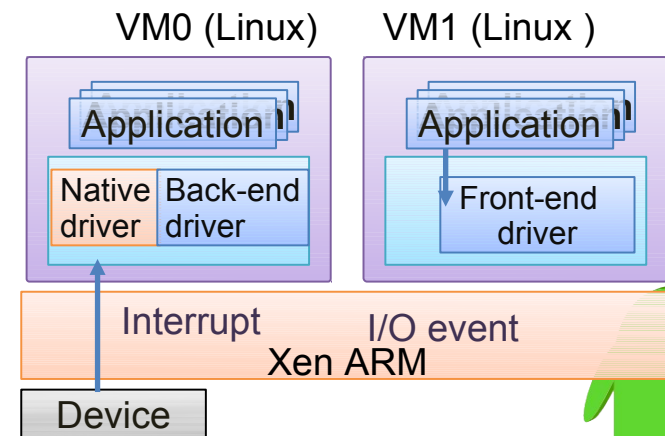 VM0 (Linux)
VM1 (Linux )
Application
Application
Native
driver
Back-end
driver
Front-end
driver
Interrupt
I/O event
Xen ARM
Device